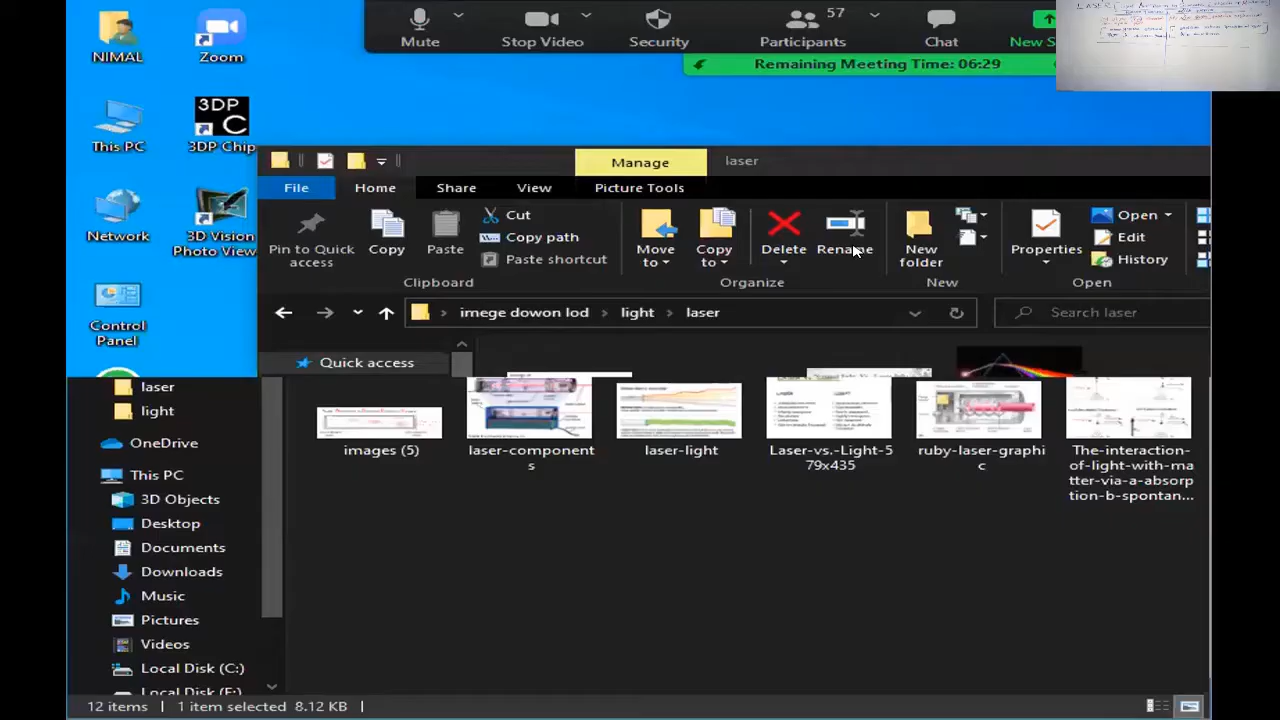 NIMAL
Zoom
This PC
3DP Chip
3DP
C
Network
3D Vision
Photo View
Control
Panel
Mute
Stop Video
Security
57
Participants
Chat
New S
Remaining Meeting Time: 06:29
LASER
Manage
laser
File
Home
Share
View
Picture Tools
Pin to Quick
access
Copy
Paste
Cut
Copy path
Paste shortcut
Clipboard
Move
to
Copy
to
Delete
Rename
Organize
New
folder
New
Properties
Open
Edit
History
Open
imege dowon lod
light
laser
Search laser
Quick access
laser
light
OneDrive
This PC
3D Objects
Desktop
Documents
Downloads
Music
Pictures
Videos
Local Disk (C:)
Local Disk (E:)
images (5)
laser-component
s
laser-light
Laser-vs.-Light-5
79x435
ruby-laser-graphi
c
The-interaction-
of-light-with-ma
tter-via-a-absorp
tion-b-spontan...
12 items
1 item selected 8.12 KB